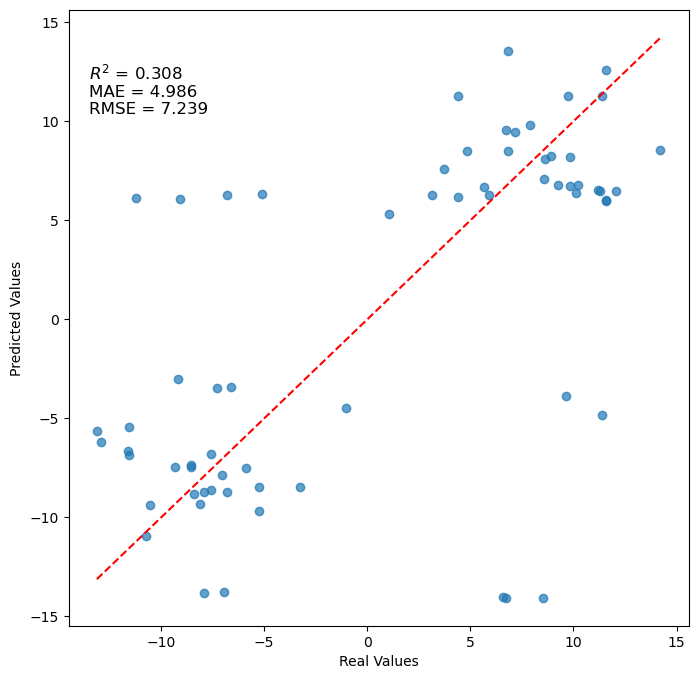 15
R² = 0.308
MAE = 4.986
RMSE = 7.239
10
5
0
−5
−10
−15
Predicted Values
−10 −5 0 5 10 15
Real Values